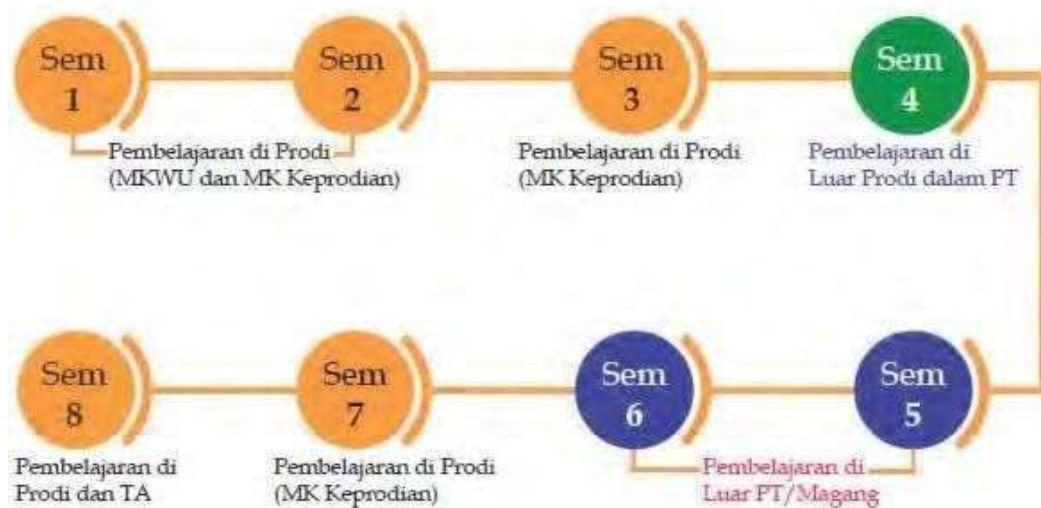 Sem
1
Sem
2
Sem
3
Sem
4
Pembelajaran di Prodi
(MKWU dan MK Keprodian)
Pembelajaran di Prodi
(MK Keprodian)
Pembelajaran di
Luar Prodi dalam PT
Sem
8
Sem
7
Sem
6
Sem
5
Pembelajaran di
Prodi dan TA
Pembelajaran di Prodi
(MK Keprodian)
Pembelajaran di
Luar PT/Magang